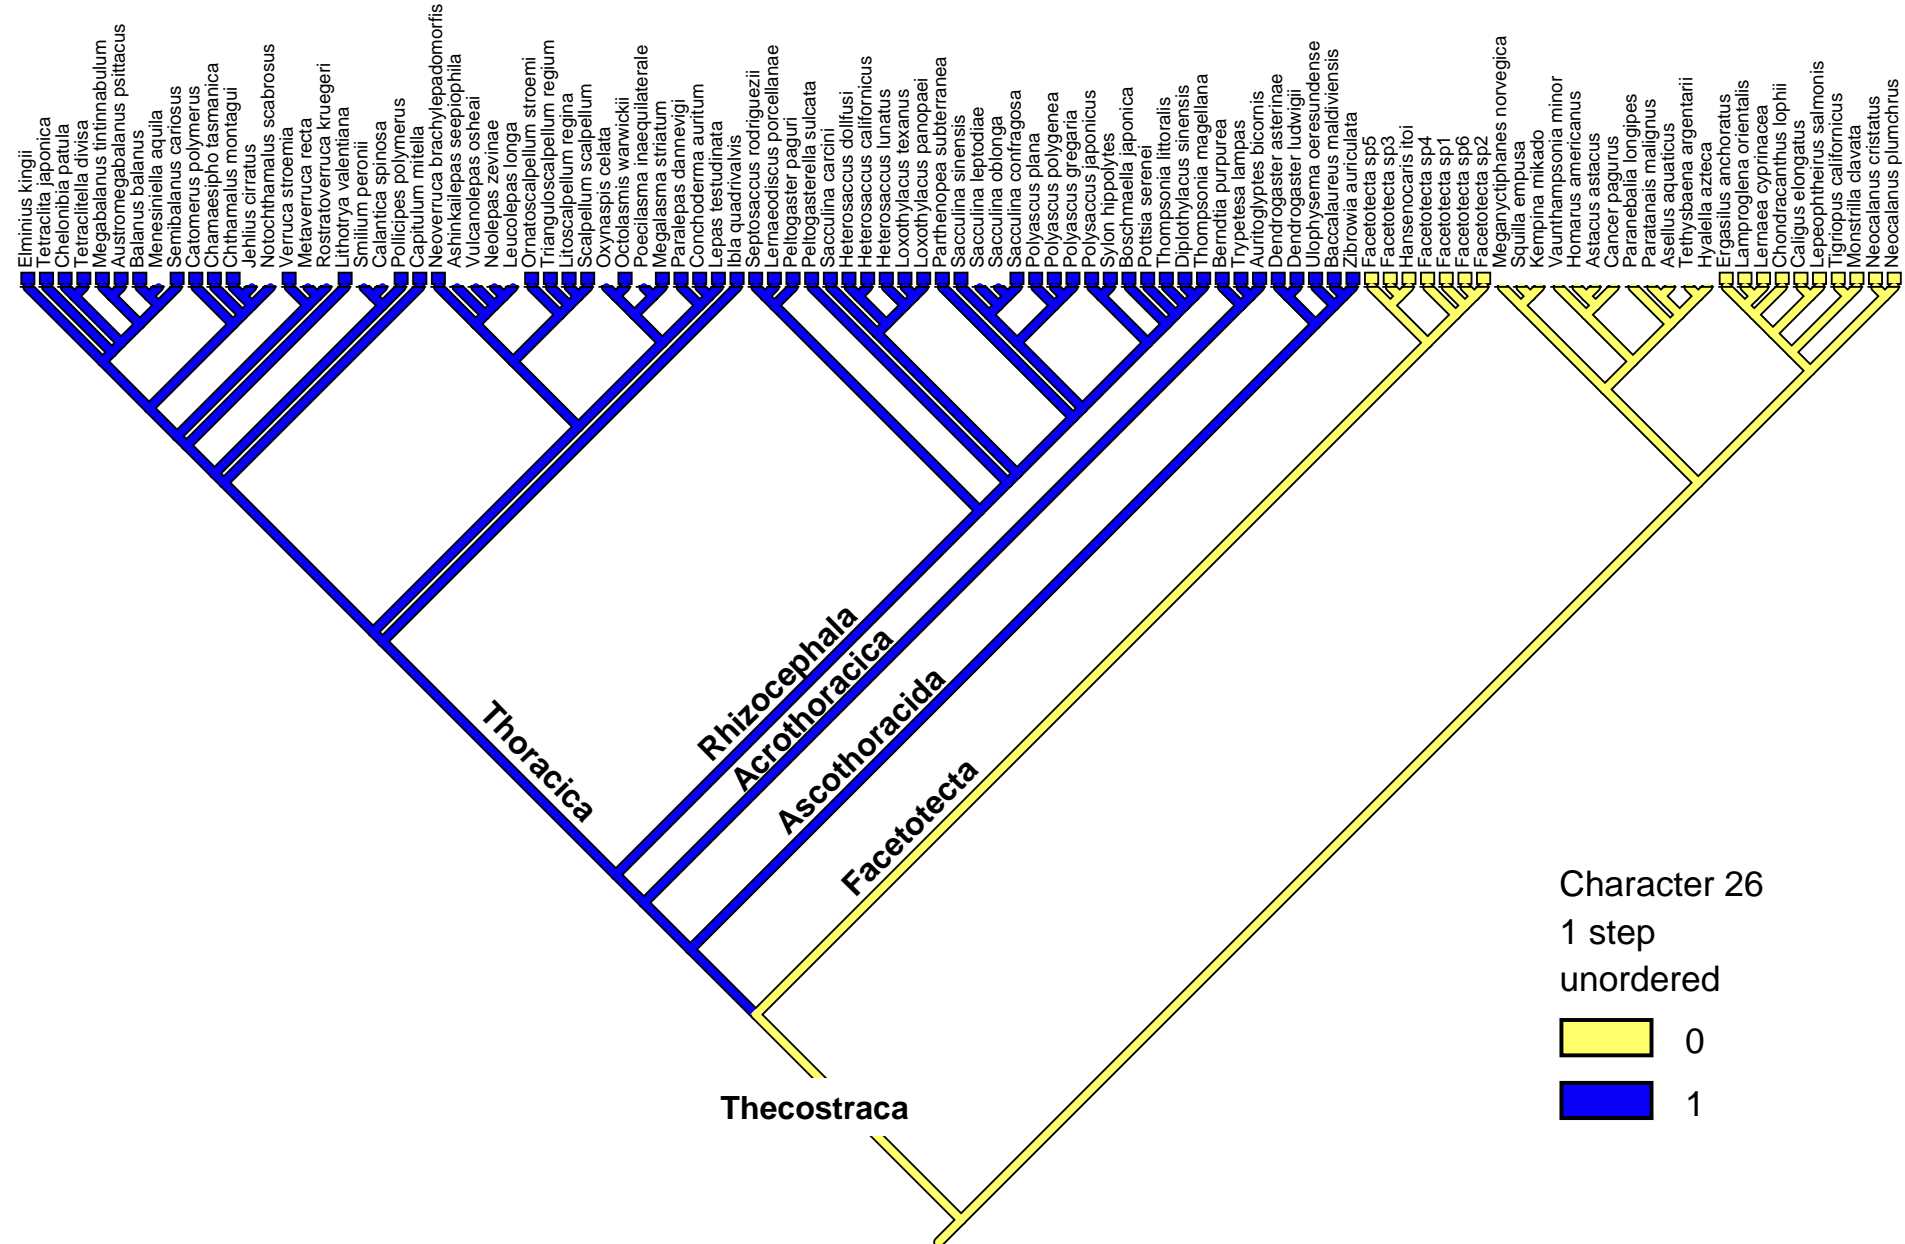 Elminius kingii
Tetraclita japonica
Chelonibia patula
Tetraclitella divisa
Megabalanus tintinnabulum
Austromegabalanus psittacus
Balanus balanus
Menesiniella aquila
Semibalanus cariosus
Catomerus polymerus
Chamaesipho tasmanica
Chthamalus montagui
Jehlius cirratus
Notochthamalus scabrosus
Verruca stroemia
Metaverruca recta
Rostratoverruca kruegeri
Lithotrya valentiana
Smilium peronii
Calantica spinosa
Pollicipes polymerus
Capitulum mitella
Neoverruca brachylepadomorfis
Ashinkailepas seepiophila
Vulcanolepas osheai
Neolepas zevinae
Leucolepas longa
Ornatoscalpellum stroemi
Trianguloscalpellum regium
Litoscalpellum regina
Scalpellum scalpellum
Oxynaspis celata
Octolasmis warwickii
Poecilasma inaequilaterale
Megalasma striatum
Paralepas dannevigi
Conchoderma auritum
Lepas testudinata
Ibla quadrivalvis
Septosaccus rodriguezii
Lernaeodiscus porcellanae
Peltogaster paguri
Peltogasterella sulcata
Sacculina carcini
Heterosaccus dollfusi
Heterosaccus californicus
Heterosaccus lunatus
Loxothylacus texanus
Loxothylacus panopaei
Parthenopea subterranea
Sacculina sinensis
Sacculina leptodiae
Sacculina oblonga
Sacculina confragosa
Polyascus plana
Polyascus polygenea
Polyascus gregaria
Polysaccus japonicus
Sylon hippolytes
Boschmaella japonica
Pottsia serenei
Thompsonia littoralis
Diplothylacus sinensis
Thompsonia magellana
Berndtia purpurea
Trypetesa lampas
Auritoglyptes bicornis
Dendrogaster asterinae
Dendrogaster ludwigii
Ulophysema oeresundense
Baccalaureus maldiviensis
Zibrowia auriculata
Facetotecta sp5
Facetotecta sp3
Hansenocaris itoi
Facetotecta sp4
Facetotecta sp1
Facetotecta sp6
Facetotecta sp2
Meganyctiphanes norvegica
Squilla empusa
Kempina mikado
Vaunthampsonia minor
Homarus americanus
Astacus astacus
Cancer pagurus
Paranebalia longipes
Paratanais malignus
Asellus aquaticus
Tethysbaena argentarii
Hyalella azteca
Ergasilus anchoratus
Lamproglena orientalis
Lernaea cyprinacea
Chondracanthus lophii
Caligus elongatus
Lepeophtheirus salmonis
Tigriopus californicus
Monstrilla clavata
Neocalanus cristatus
Neocalanus plumchrus
Thoracica
Rhizocephala
Acrothoracica
Ascothoracida
Facetotecta
Thecostraca
Character 26
1 step
unordered
0
1